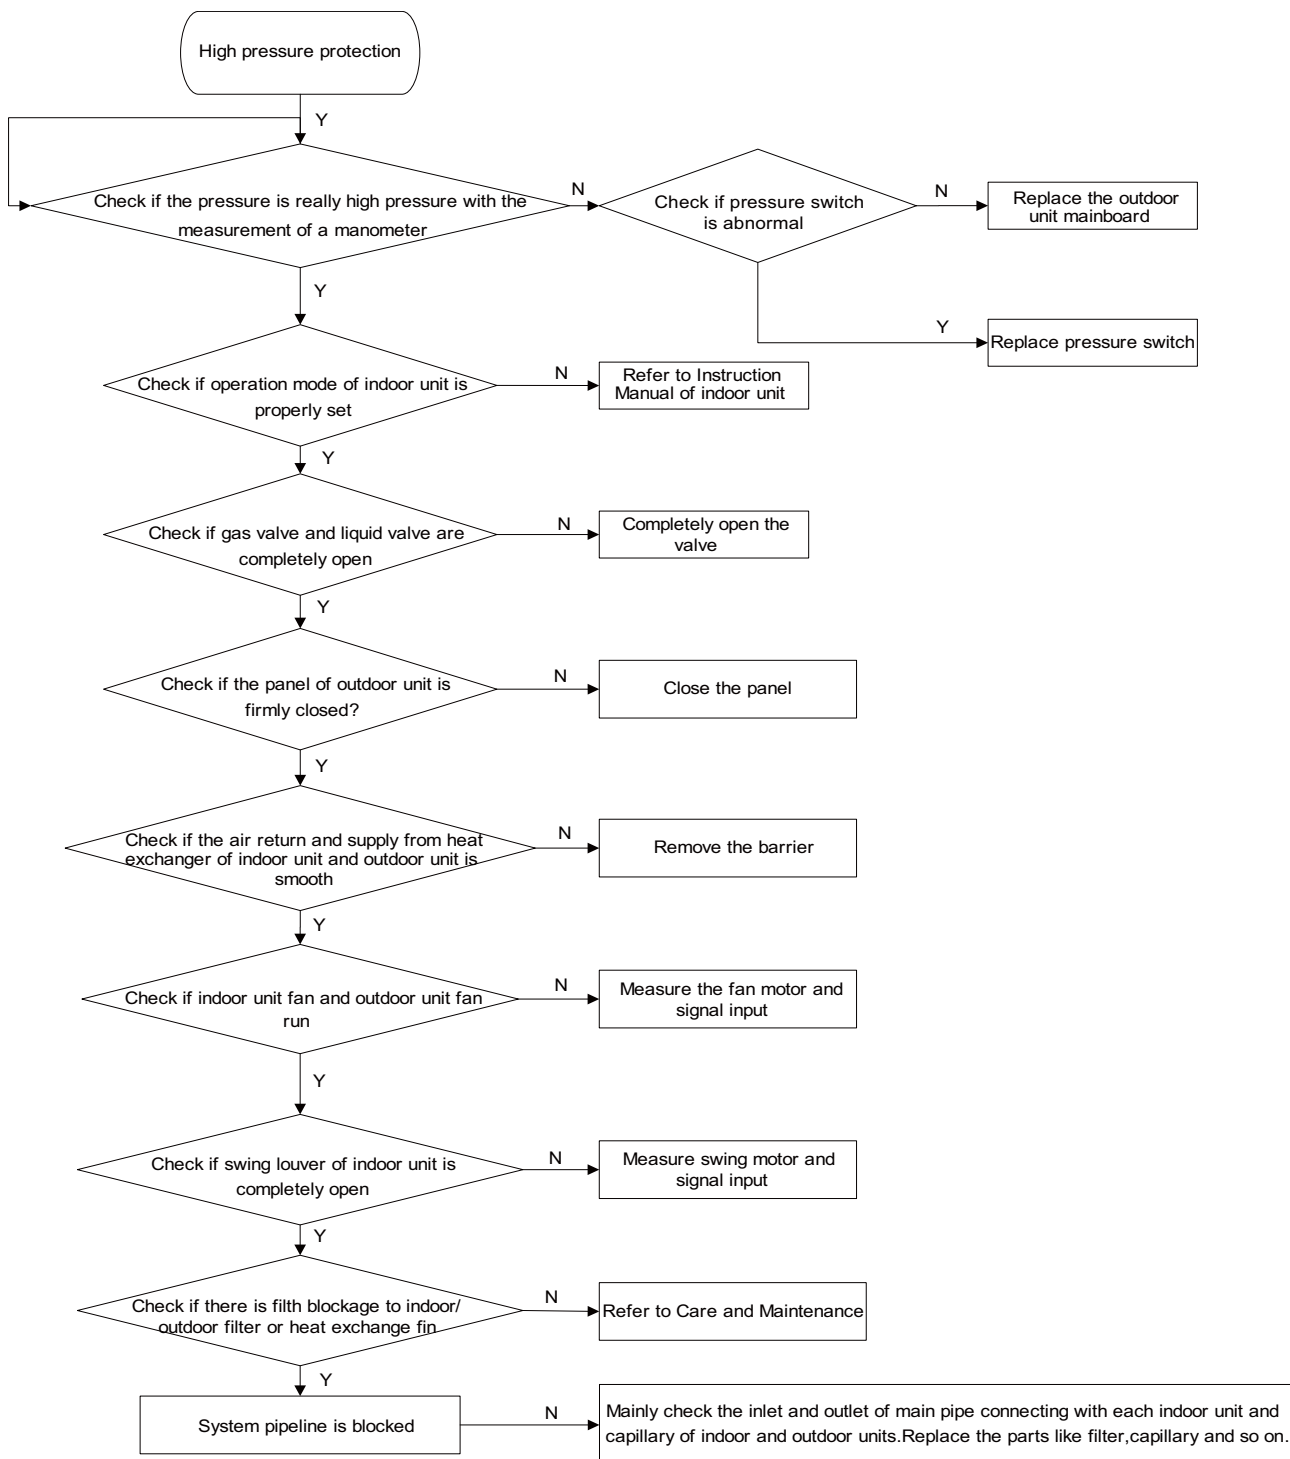 High pressure protection
Y
Check if the pressure is really high pressure with the
measurement of a manometer
N
Check if pressure switch
is abnormal
N
Replace the outdoor
unit mainboard
Y
Replace pressure switch
Y
Check if operation mode of indoor unit is
properly set
N
Refer to Instruction
Manual of indoor unit
Y
Check if gas valve and liquid valve are
completely open
N
Completely open the
valve
Y
Check if the panel of outdoor unit is
firmly closed?
N
Close the panel
Y
Check if the air return and supply from heat
exchanger of indoor unit and outdoor unit is
smooth
N
Remove the barrier
Y
Check if indoor unit fan and outdoor unit fan
run
N
Measure the fan motor and
signal input
Y
Check if swing louver of indoor unit is
completely open
N
Measure swing motor and
signal input
Y
Check if there is filth blockage to indoor/
outdoor filter or heat exchange fin
N
Refer to Care and Maintenance
Y
System pipeline is blocked
N
Mainly check the inlet and outlet of main pipe connecting with each indoor unit and
capillary of indoor and outdoor units.Replace the parts like filter,capillary and so on.